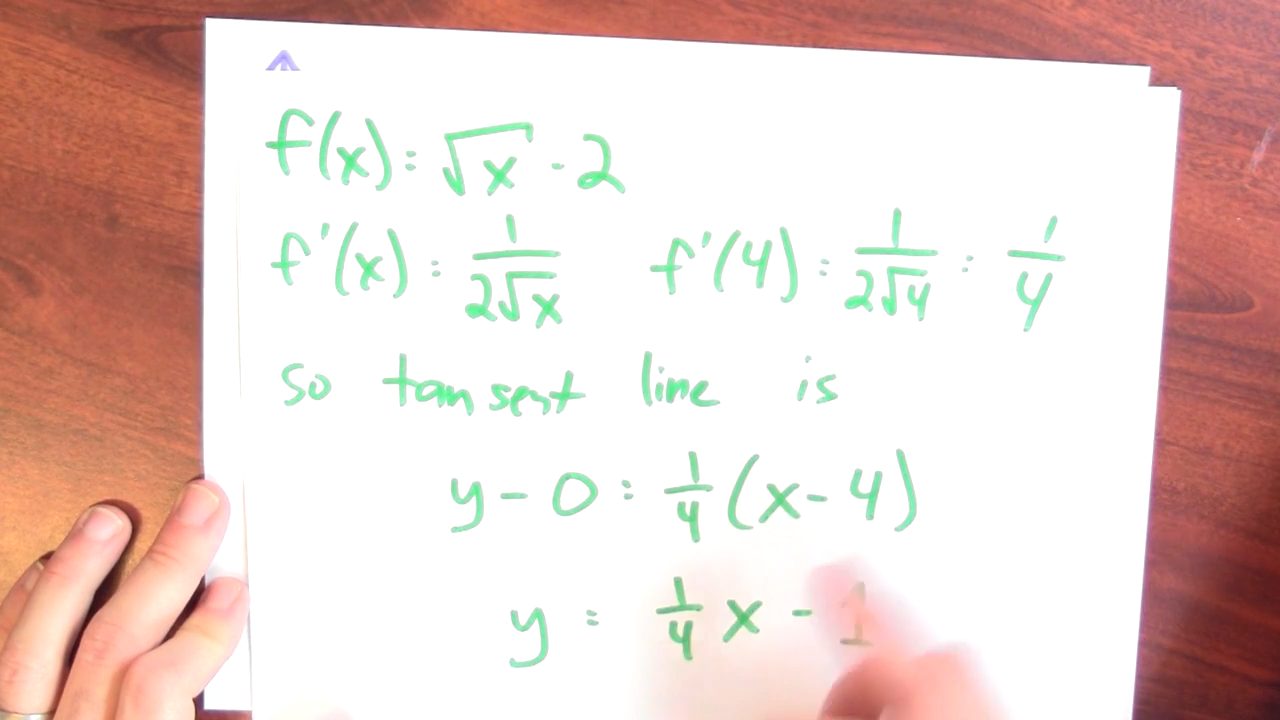 f(x) = √x - 2
f'(x) = 1/(2√x) f'(4) = 1/(2√4) = 1/4
so tangent line is
y - 0 = 1/4 (x - 4)
y = 1/4 x - 1